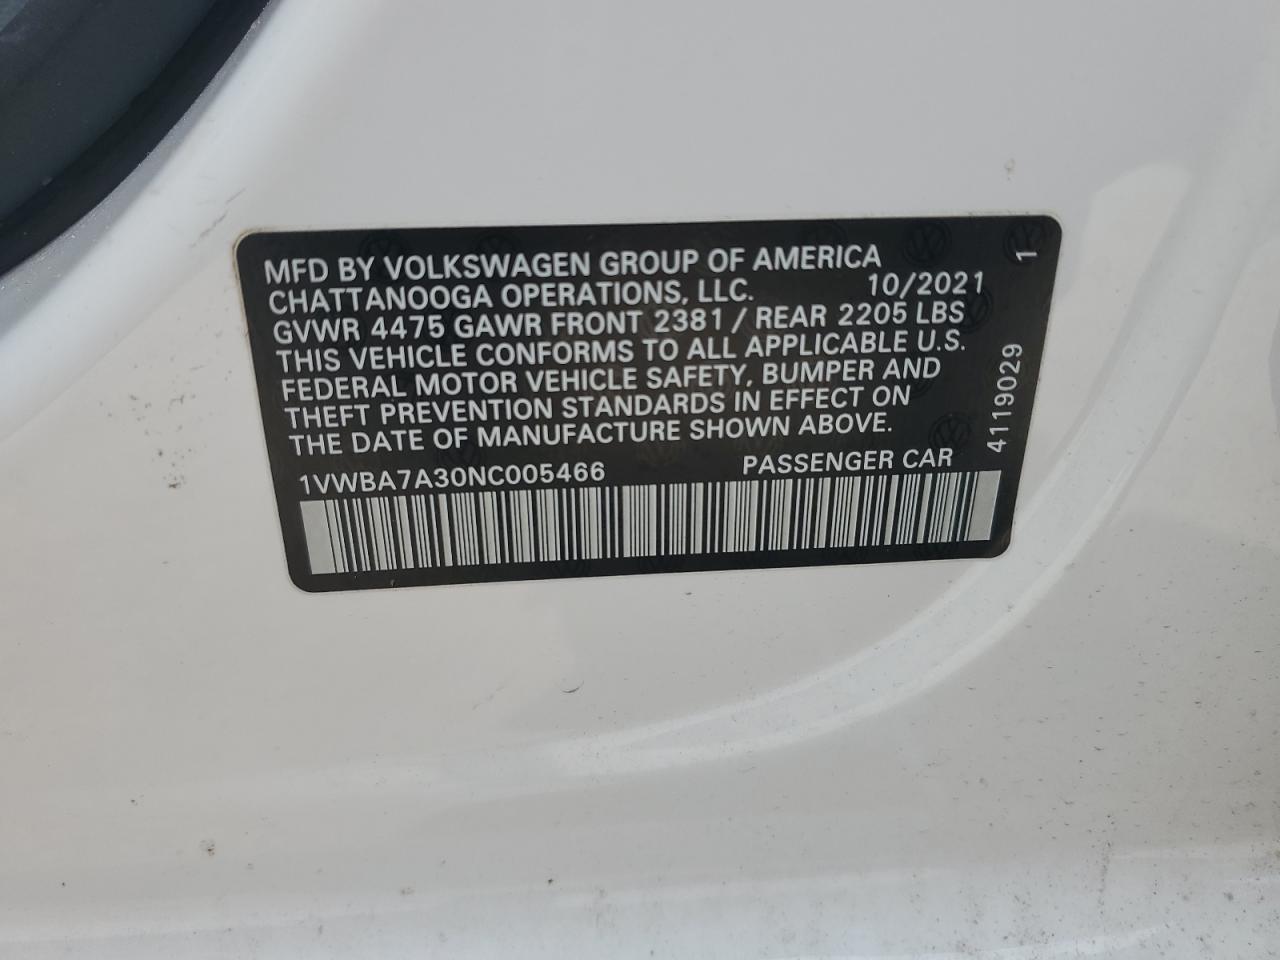 MFD BY VOLKSWAGEN GROUP OF AMERICA
CHATTANOOGA OPERATIONS, LLC. 10/2021 1
GVWR 4475 GAWR FRONT 2381 / REAR 2205 LBS
THIS VEHICLE CONFORMS TO ALL APPLICABLE U.S.
FEDERAL MOTOR VEHICLE SAFETY, BUMPER AND
THEFT PREVENTION STANDARDS IN EFFECT ON
THE DATE OF MANUFACTURE SHOWN ABOVE.
1VWBA7A30NC005466 PASSENGER CAR
4119029